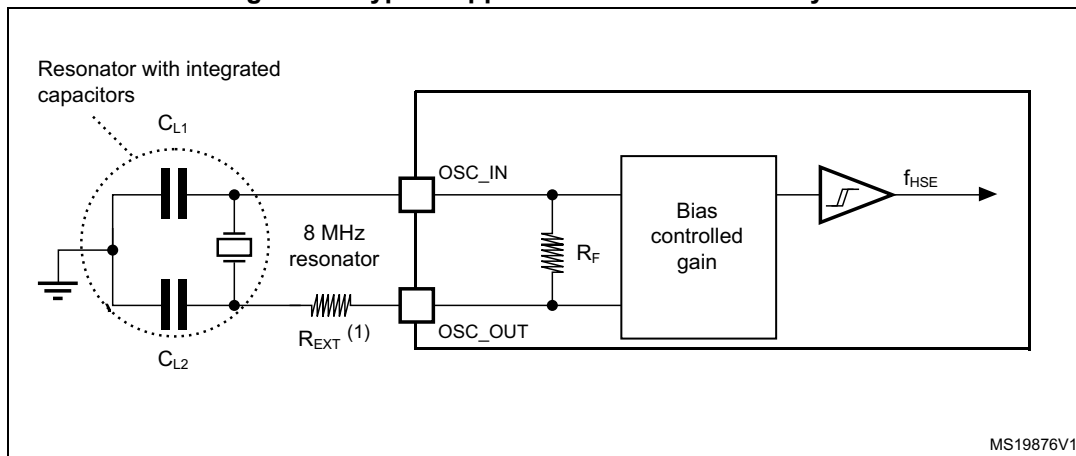 Resonator with integrated
capacitors
CL1
OSC_IN
fHSE
8 MHz
resonator
RF
Bias
controlled
gain
REXT (1)
OSC_OUT
CL2
MS19876V1